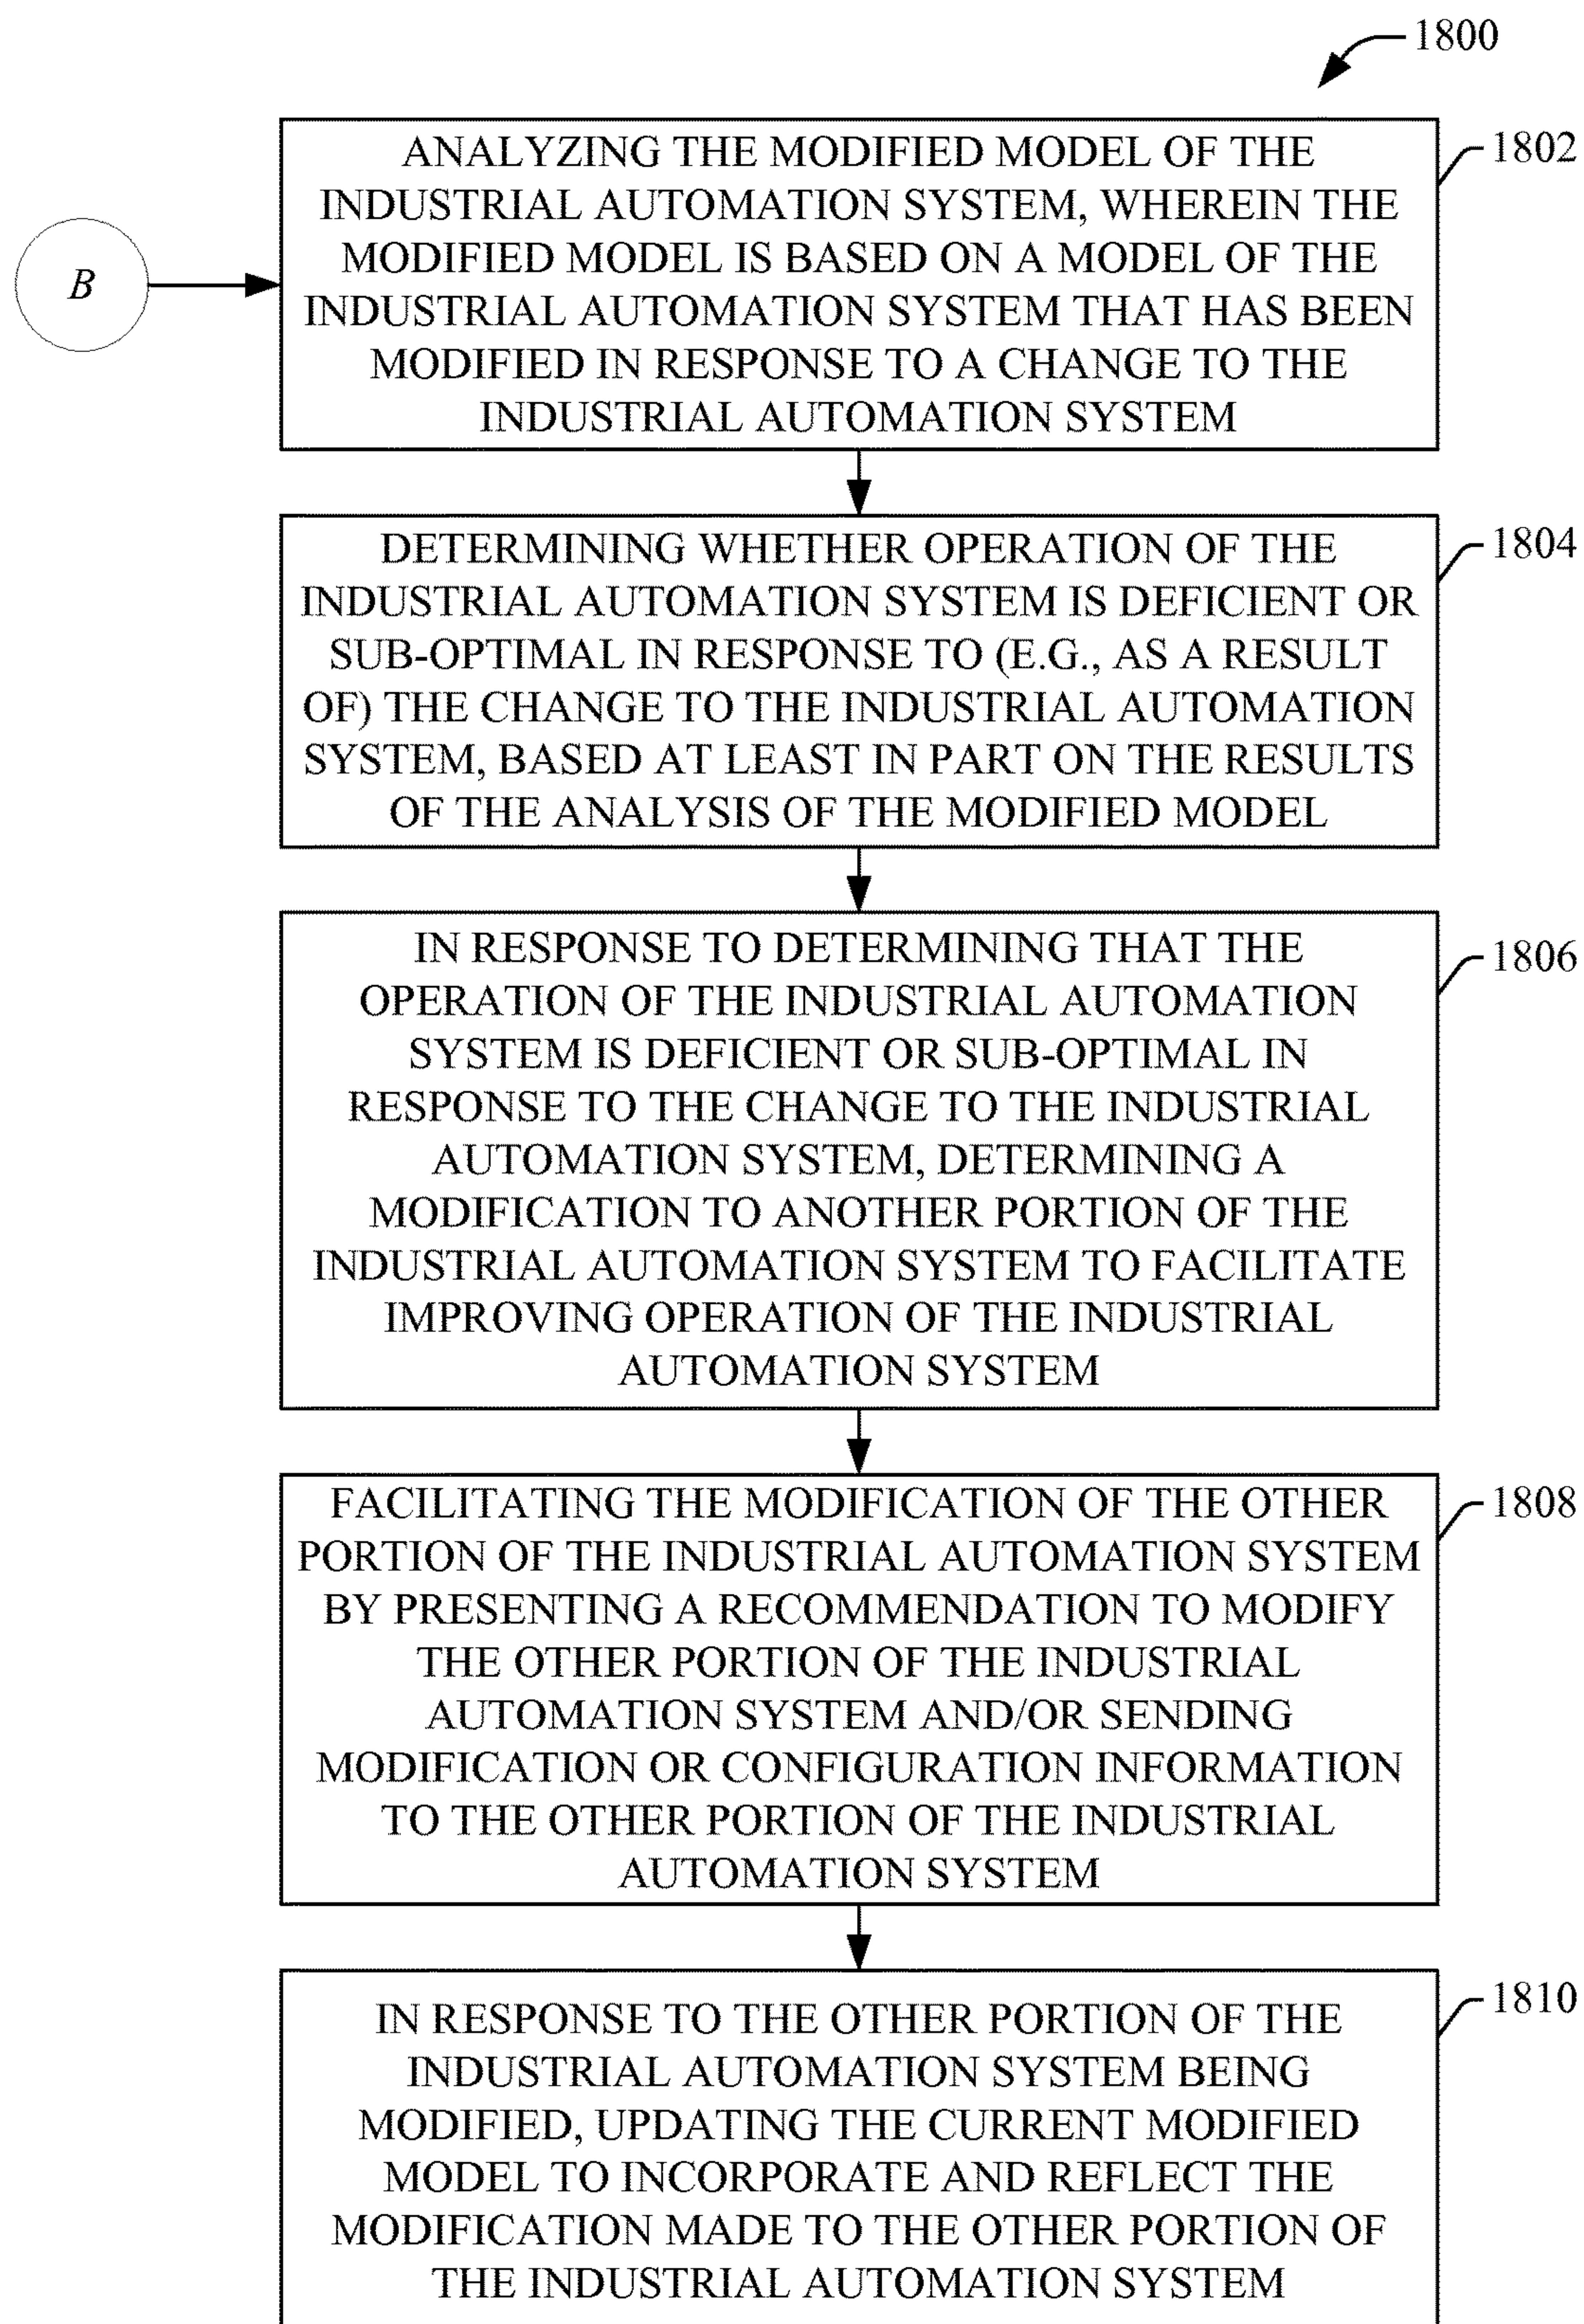 1800
1802
ANALYZING THE MODIFIED MODEL OF THE
INDUSTRIAL AUTOMATION SYSTEM, WHEREIN THE
MODIFIED MODEL IS BASED ON A MODEL OF THE
INDUSTRIAL AUTOMATION SYSTEM THAT HAS BEEN
MODIFIED IN RESPONSE TO A CHANGE TO THE
INDUSTRIAL AUTOMATION SYSTEM
B
1804
DETERMINING WHETHER OPERATION OF THE
INDUSTRIAL AUTOMATION SYSTEM IS DEFICIENT OR
SUB-OPTIMAL IN RESPONSE TO (E.G., AS A RESULT
OF) THE CHANGE TO THE INDUSTRIAL AUTOMATION
SYSTEM, BASED AT LEAST IN PART ON THE RESULTS
OF THE ANALYSIS OF THE MODIFIED MODEL
1806
IN RESPONSE TO DETERMINING THAT THE
OPERATION OF THE INDUSTRIAL AUTOMATION
SYSTEM IS DEFICIENT OR SUB-OPTIMAL IN
RESPONSE TO THE CHANGE TO THE INDUSTRIAL
AUTOMATION SYSTEM, DETERMINING A
MODIFICATION TO ANOTHER PORTION OF THE
INDUSTRIAL AUTOMATION SYSTEM TO FACILITATE
IMPROVING OPERATION OF THE INDUSTRIAL
AUTOMATION SYSTEM
1808
FACILITATING THE MODIFICATION OF THE OTHER
PORTION OF THE INDUSTRIAL AUTOMATION SYSTEM
BY PRESENTING A RECOMMENDATION TO MODIFY
THE OTHER PORTION OF THE INDUSTRIAL
AUTOMATION SYSTEM AND/OR SENDING
MODIFICATION OR CONFIGURATION INFORMATION
TO THE OTHER PORTION OF THE INDUSTRIAL
AUTOMATION SYSTEM
1810
IN RESPONSE TO THE OTHER PORTION OF THE
INDUSTRIAL AUTOMATION SYSTEM BEING
MODIFIED, UPDATING THE CURRENT MODIFIED
MODEL TO INCORPORATE AND REFLECT THE
MODIFICATION MADE TO THE OTHER PORTION OF
THE INDUSTRIAL AUTOMATION SYSTEM